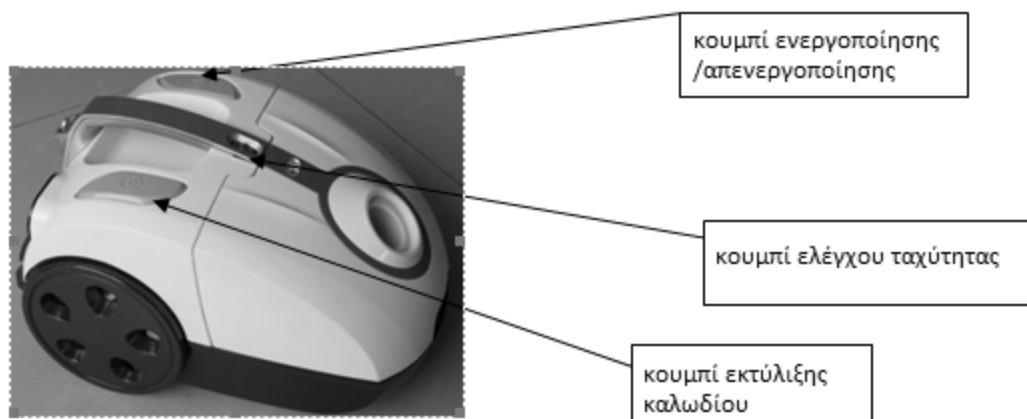 κουμπί ενεργοποίησης
/απενεργοποίησης
κουμπί ελέγχου ταχύτητας
κουμπί εκτύλιξης
καλωδίου